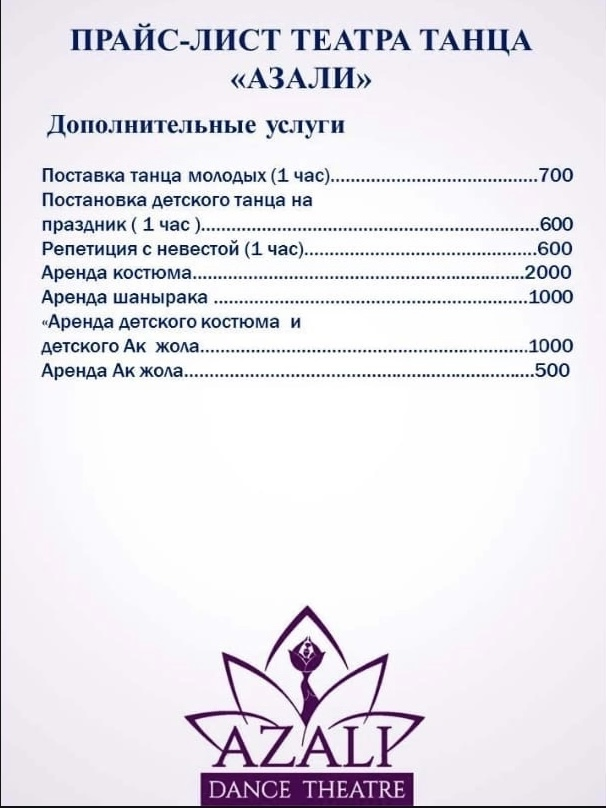 ПРАЙС-ЛИСТ ТЕАТРА ТАНЦА
«АЗАЛИ»
Дополнительные услуги
Поставка танца молодых (1 час)......................................700
Постановка детского танца на
праздник ( 1 час )..............................................................600
Репетиция с невестой (1 час)...........................................600
Аренда костюма.............................................................2000
Аренда шанырака .........................................................1000
«Аренда детского костюма  и
детского Ак  жола............................................................1000
Аренда Ак жола................................................................500
AZALI
DANCE THEATRE